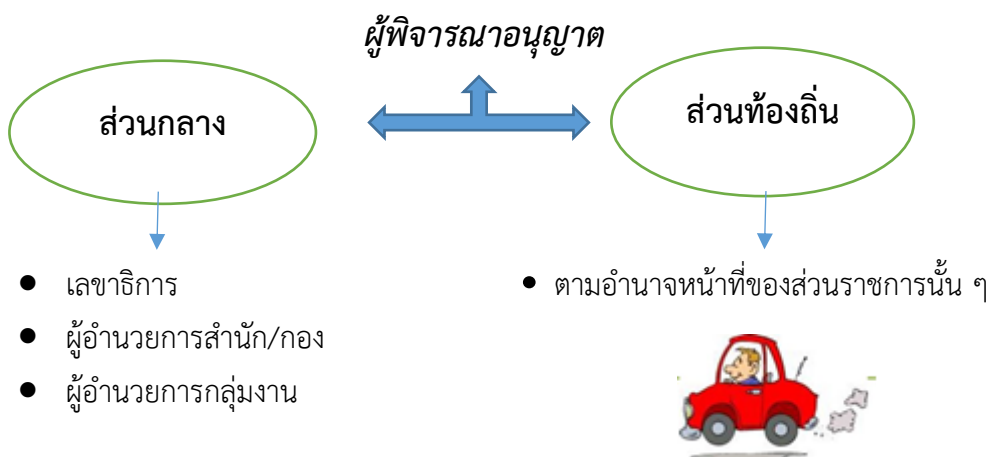 ผู้พิจารณาอนุญาต
ส่วนกลาง
ส่วนท้องถิ่น
● เลขาธิการ
● ผู้อำนวยการสำนัก/กอง
● ผู้อำนวยการกลุ่มงาน
● ตามอำนาจหน้าที่ของส่วนราชการนั้น ๆ